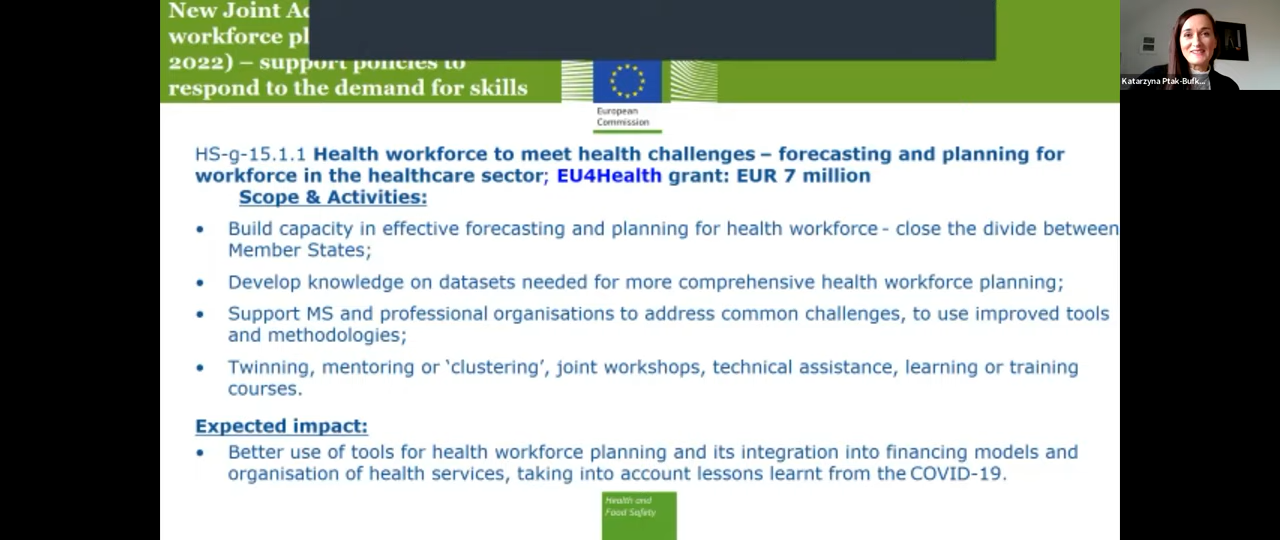 New Joint Ac
workforce pl
2022) – support policies to
respond to the demand for skills
European
Commission
Katarzyna Ptak-Bufk...
HS-g-15.1.1 Health workforce to meet health challenges – forecasting and planning for
workforce in the healthcare sector; EU4Health grant: EUR 7 million
Scope & Activities:
• Build capacity in effective forecasting and planning for health workforce - close the divide between
Member States;
• Develop knowledge on datasets needed for more comprehensive health workforce planning;
• Support MS and professional organisations to address common challenges, to use improved tools
and methodologies;
• Twinning, mentoring or ‘clustering’, joint workshops, technical assistance, learning or training
courses.
Expected impact:
• Better use of tools for health workforce planning and its integration into financing models and
organisation of health services, taking into account lessons learnt from the COVID-19.
Health and
Food Safety